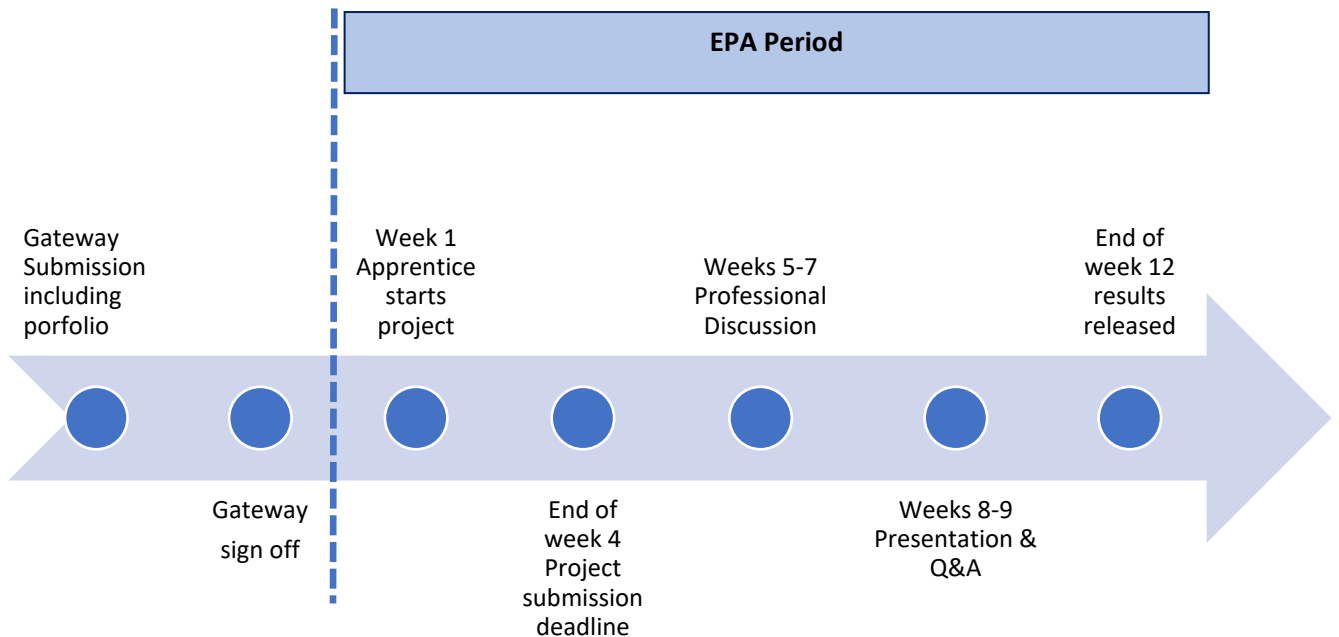 EPA Period
Gateway
Submission
including
porfolio
Gateway
sign off
Week 1
Apprentice
starts
project
End of
week 4
Project
submission
deadline
Weeks 5-7
Professional
Discussion
Weeks 8-9
Presentation &
Q&A
End of
week 12
results
released